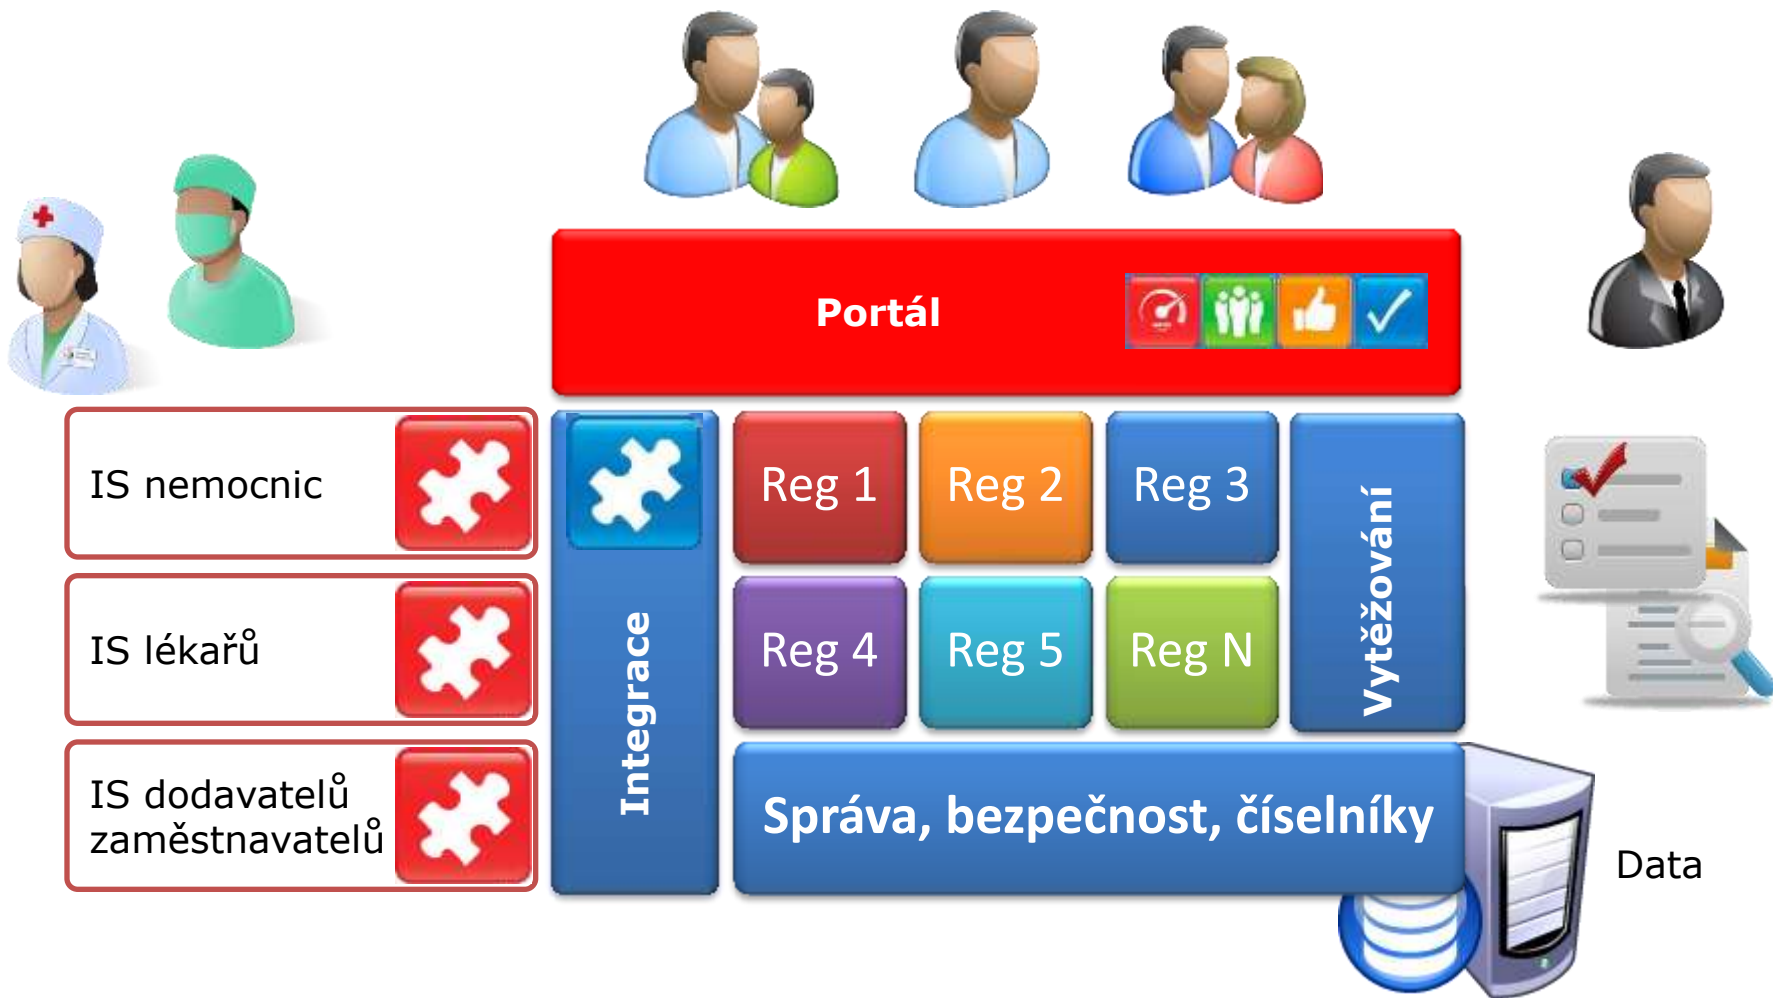 Portál
IS nemocnic
IS lékařů
IS dodavatelů
zaměstnavatelů
Integrace
Reg 1
Reg 2
Reg 3
Reg 4
Reg 5
Reg N
Vytěžování
Správa, bezpečnost, číselníky
Data